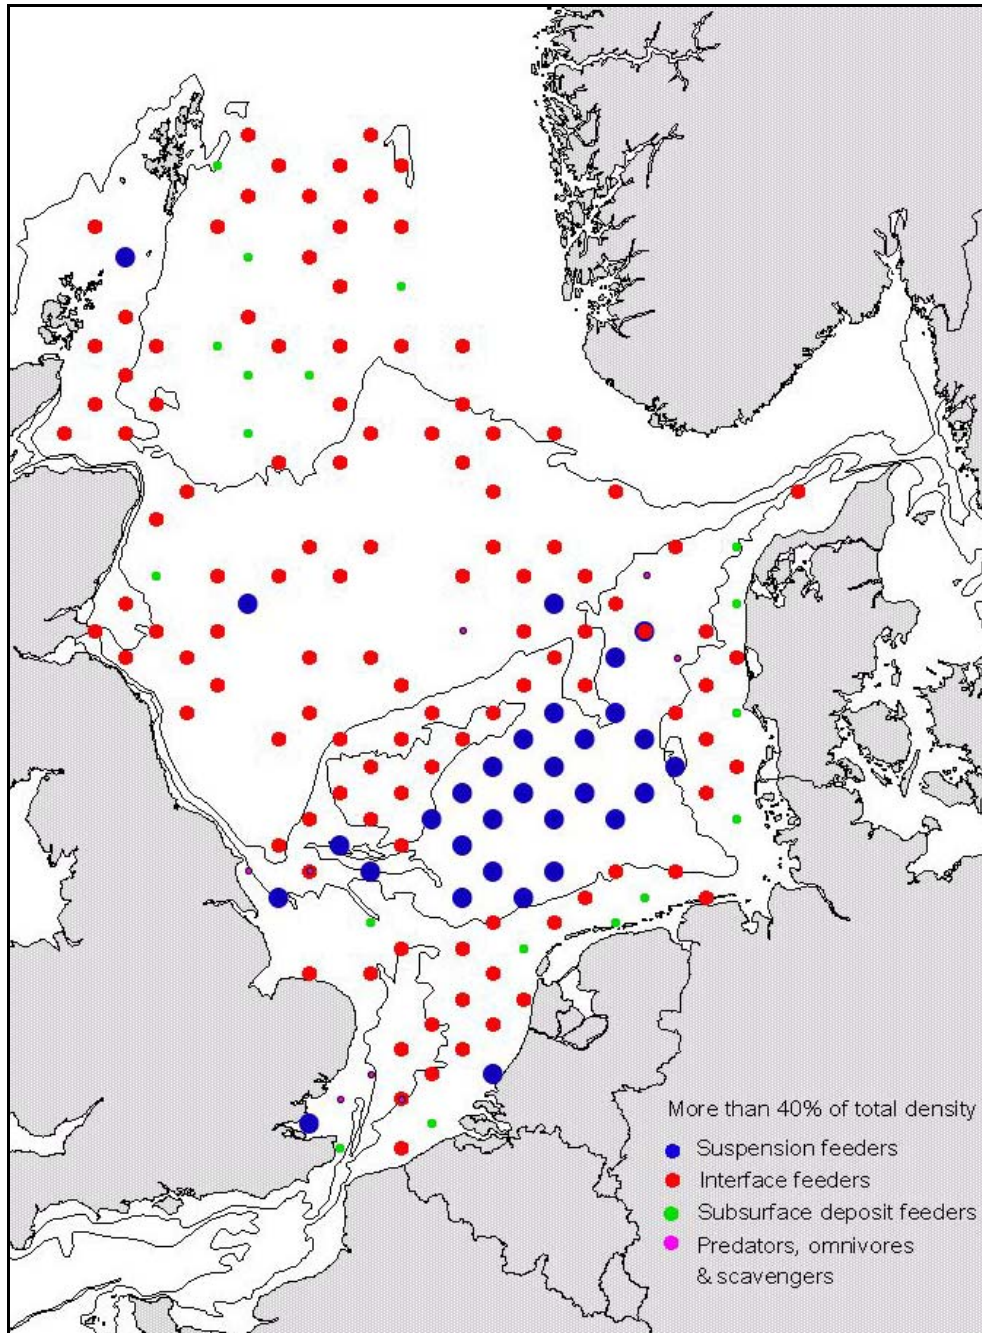 More than 40% of total density
Suspension feeders
Interface feeders
Subsurface deposit feeders
Predators, omnivores
& scavengers